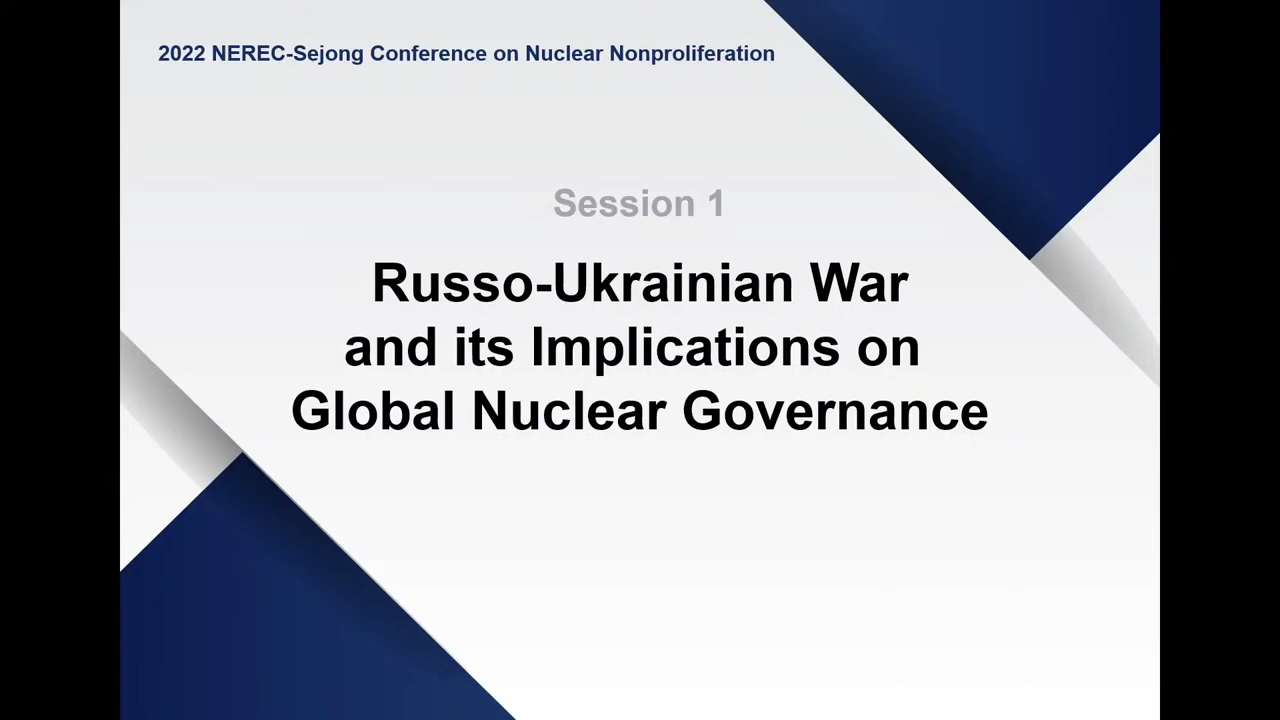 2022 NEREC-Sejong Conference on Nuclear Nonproliferation
Session 1
Russo-Ukrainian War
and its Implications on
Global Nuclear Governance